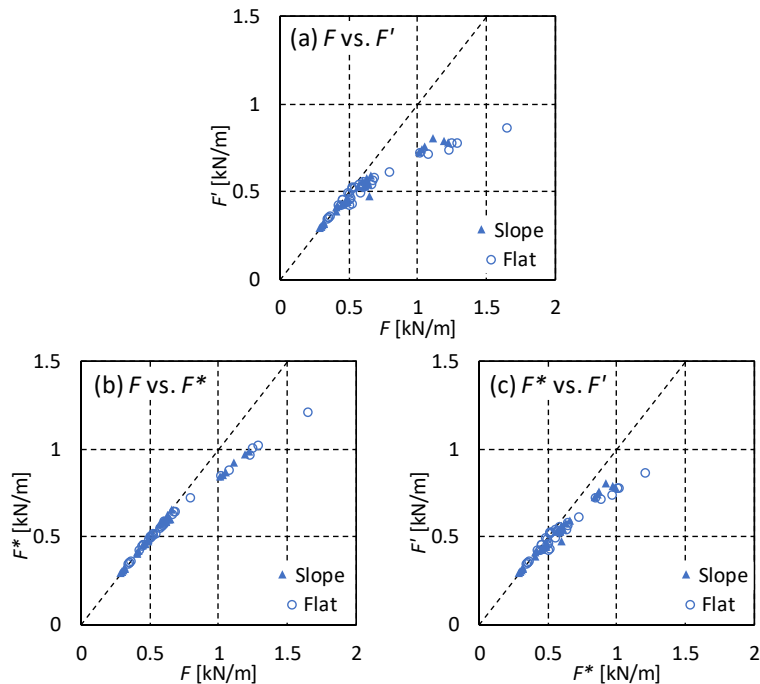 (a) F vs. F'
1.5
1
0.5
0
F' [kN/m]
Slope
Flat
0 0.5 1 1.5 2
F [kN/m]
(b) F vs. F*
1.5
1
0.5
0
F* [kN/m]
Slope
Flat
0 0.5 1 1.5 2
F [kN/m]
(c) F* vs. F'
1.5
1
0.5
0
F' [kN/m]
Slope
Flat
0 0.5 1 1.5 2
F* [kN/m]